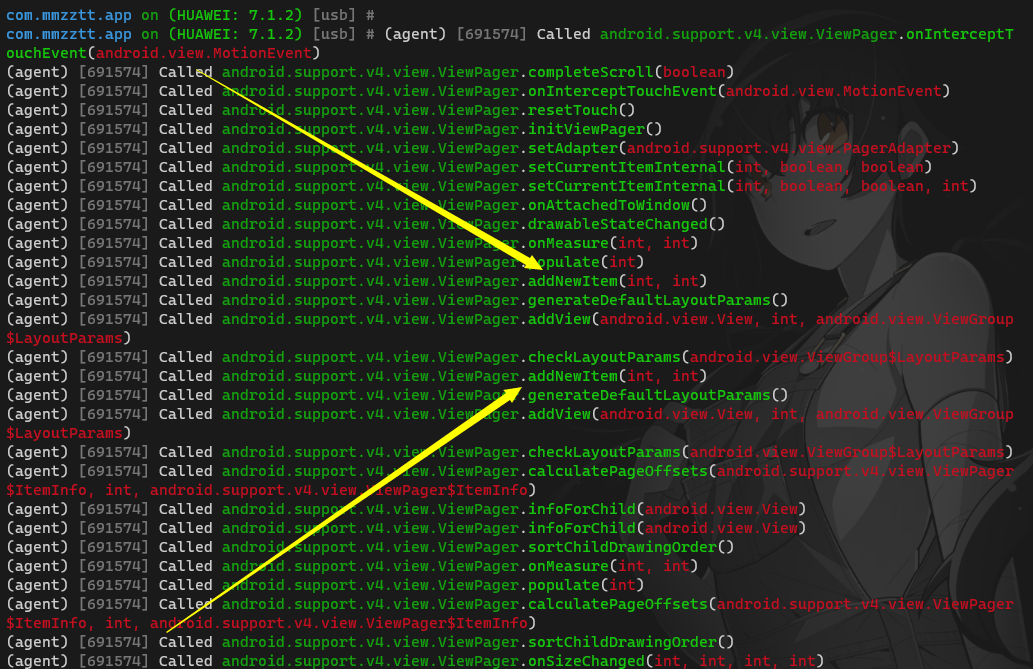 com.mmzztt.app on (HUAWEI: 7.1.2) [usb] #
com.mmzztt.app on (HUAWEI: 7.1.2) [usb] # (agent) [691574] Called android.support.v4.view.ViewPager.onInterceptT
ouchEvent(android.view.MotionEvent)
(agent) [691574] Called android.support.v4.view.ViewPager.completeScroll(boolean)
(agent) [691574] Called android.support.v4.view.ViewPager.onInterceptTouchEvent(android.view.MotionEvent)
(agent) [691574] Called android.support.v4.view.ViewPager.resetTouch()
(agent) [691574] Called android.support.v4.view.ViewPager.initViewPager()
(agent) [691574] Called android.support.v4.view.ViewPager.setAdapter(android.support.v4.view.PagerAdapter)
(agent) [691574] Called android.support.v4.view.ViewPager.setCurrentItemInternal(int, boolean, boolean)
(agent) [691574] Called android.support.v4.view.ViewPager.setCurrentItemInternal(int, boolean, boolean, int)
(agent) [691574] Called android.support.v4.view.ViewPager.onAttachedToWindow()
(agent) [691574] Called android.support.v4.view.ViewPager.drawableStateChanged()
(agent) [691574] Called android.support.v4.view.ViewPager.onMeasure(int, int)
(agent) [691574] Called android.support.v4.view.ViewPager.populate(int)
(agent) [691574] Called android.support.v4.view.ViewPager.addNewItem(int, int)
(agent) [691574] Called android.support.v4.view.ViewPager.generateDefaultLayoutParams()
(agent) [691574] Called android.support.v4.view.ViewPager.addView(android.view.View, int, android.view.ViewGroup
$LayoutParams)
(agent) [691574] Called android.support.v4.view.ViewPager.checkLayoutParams(android.view.ViewGroup$LayoutParams)
(agent) [691574] Called android.support.v4.view.ViewPager.addNewItem(int, int)
(agent) [691574] Called android.support.v4.view.ViewPager.generateDefaultLayoutParams()
(agent) [691574] Called android.support.v4.view.ViewPager.addView(android.view.View, int, android.view.ViewGroup
$LayoutParams)
(agent) [691574] Called android.support.v4.view.ViewPager.checkLayoutParams(android.view.ViewGroup$LayoutParams)
(agent) [691574] Called android.support.v4.view.ViewPager.calculatePageOffsets(android.support.v4.view.ViewPager
$ItemInfo, int, android.support.v4.view.ViewPager$ItemInfo)
(agent) [691574] Called android.support.v4.view.ViewPager.infoForChild(android.view.View)
(agent) [691574] Called android.support.v4.view.ViewPager.infoForChild(android.view.View)
(agent) [691574] Called android.support.v4.view.ViewPager.sortChildDrawingOrder()
(agent) [691574] Called android.support.v4.view.ViewPager.onMeasure(int, int)
(agent) [691574] Called android.support.v4.view.ViewPager.populate(int)
(agent) [691574] Called android.support.v4.view.ViewPager.calculatePageOffsets(android.support.v4.view.ViewPager
$ItemInfo, int, android.support.v4.view.ViewPager$ItemInfo)
(agent) [691574] Called android.support.v4.view.ViewPager.sortChildDrawingOrder()
(agent) [691574] Called android.support.v4.view.ViewPager.onSizeChanged(int, int, int, int)